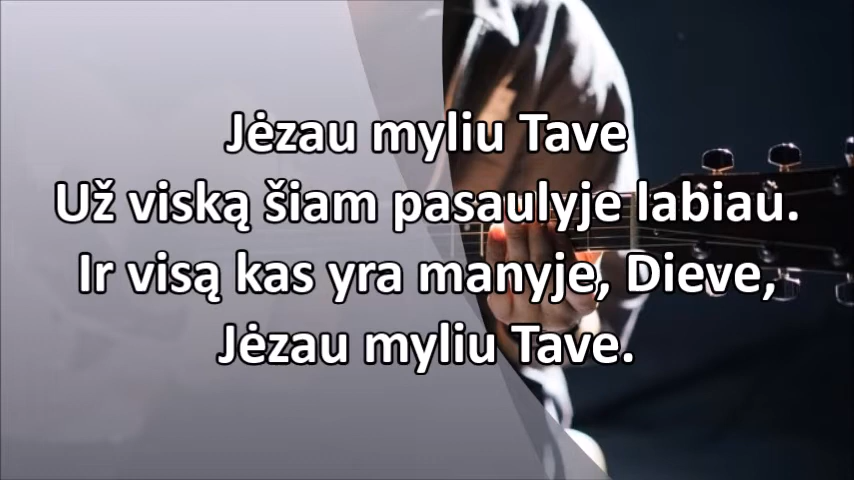 Jėzau myliu Tave
Už viską šiam pasaulyje labiau.
Ir visą kas yra manyje, Dieve,
Jėzau myliu Tave.